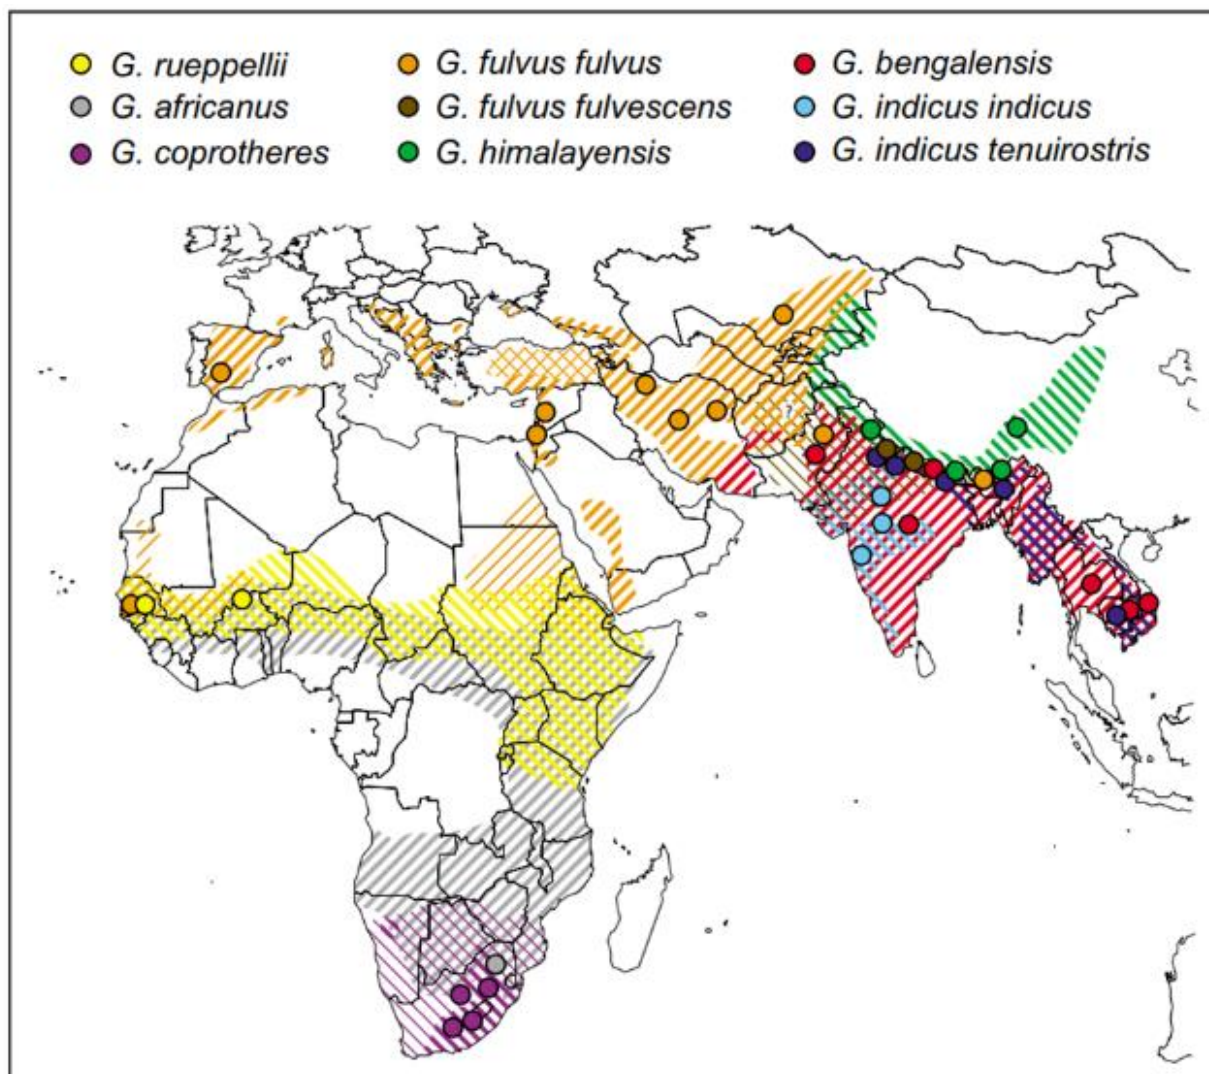 G. rueppellii G. fulvus fulvus G. bengalensis
G. africanus G. fulvus fulvescens G. indicus indicus
G. coprotheres G. himalayensis G. indicus tenuirostris
?